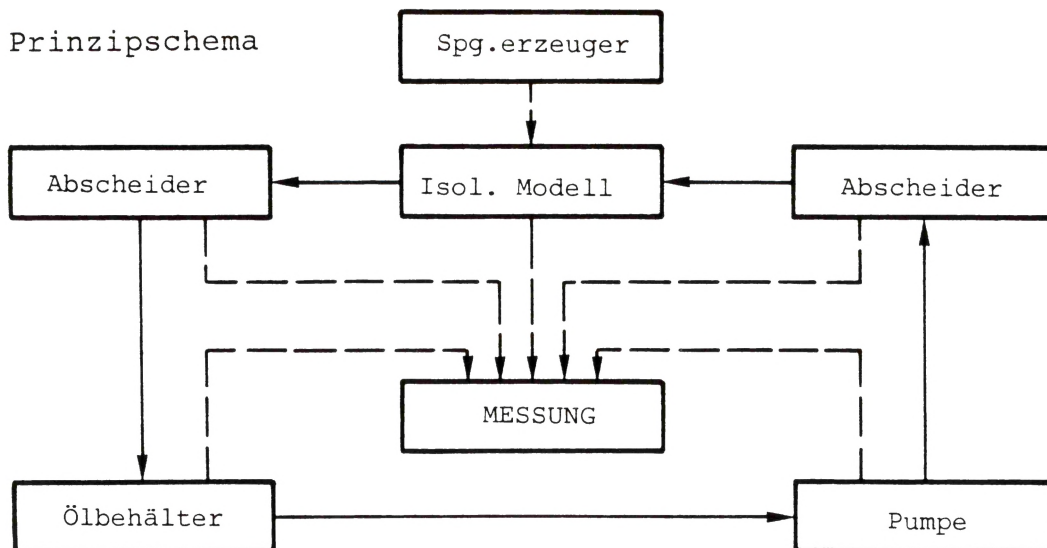 Prinzipschema
Spg.erzeuger
Abscheider
Isol. Modell
Abscheider
MESSUNG
Ölbehälter
Pumpe